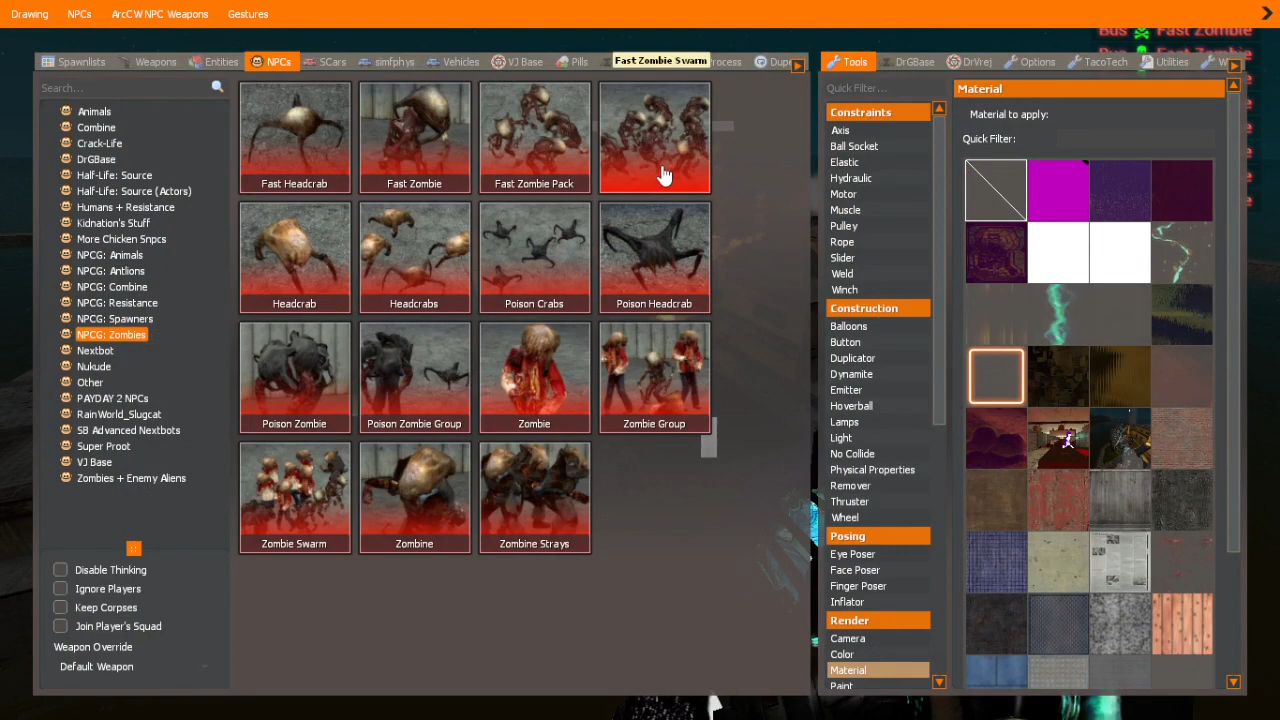 Drawing NPCs ArcCW NPC Weapons Gestures
Bus Fast Zombie
Spawnlists Weapons Entities NPCs SCars simfphys Vehicles VJ Base Pills Fast Zombie Swarm rocess Dup
Tools DrGBase DrVrej Options TacoTech Utilities W
Search...
Animals
Combine
Crack-Life
DrGBase
Half-Life: Source
Half-Life: Source (Actors)
Humans + Resistance
Kidnation's Stuff
More Chicken Snpcs
NPCG: Animals
NPCG: Antlions
NPCG: Combine
NPCG: Resistance
NPCG: Spawners
NPCG: Zombies
Nextbot
Nukude
Other
PAYDAY 2 NPCs
RainWorld_Slugcat
SB Advanced Nextbots
Super Proot
VJ Base
Zombies + Enemy Aliens
Disable Thinking
Ignore Players
Keep Corpses
Join Player's Squad
Weapon Override
Default Weapon
Fast Headcrab Fast Zombie Fast Zombie Pack
Headcrab Headcrabs Poison Crabs Poison Headcrab
Poison Zombie Poison Zombie Group Zombie Zombie Group
Zombie Swarm Zombine Zombine Strays
Quick Filter...
Constraints
Axis
Ball Socket
Elastic
Hydraulic
Motor
Muscle
Pulley
Rope
Slider
Weld
Winch
Construction
Balloons
Button
Duplicator
Dynamite
Emitter
Hoverball
Lamps
Light
No Collide
Physical Properties
Remover
Thruster
Wheel
Posing
Eye Poser
Face Poser
Finger Poser
Inflator
Render
Camera
Color
Material
Paint
Material
Material to apply:
Quick Filter: